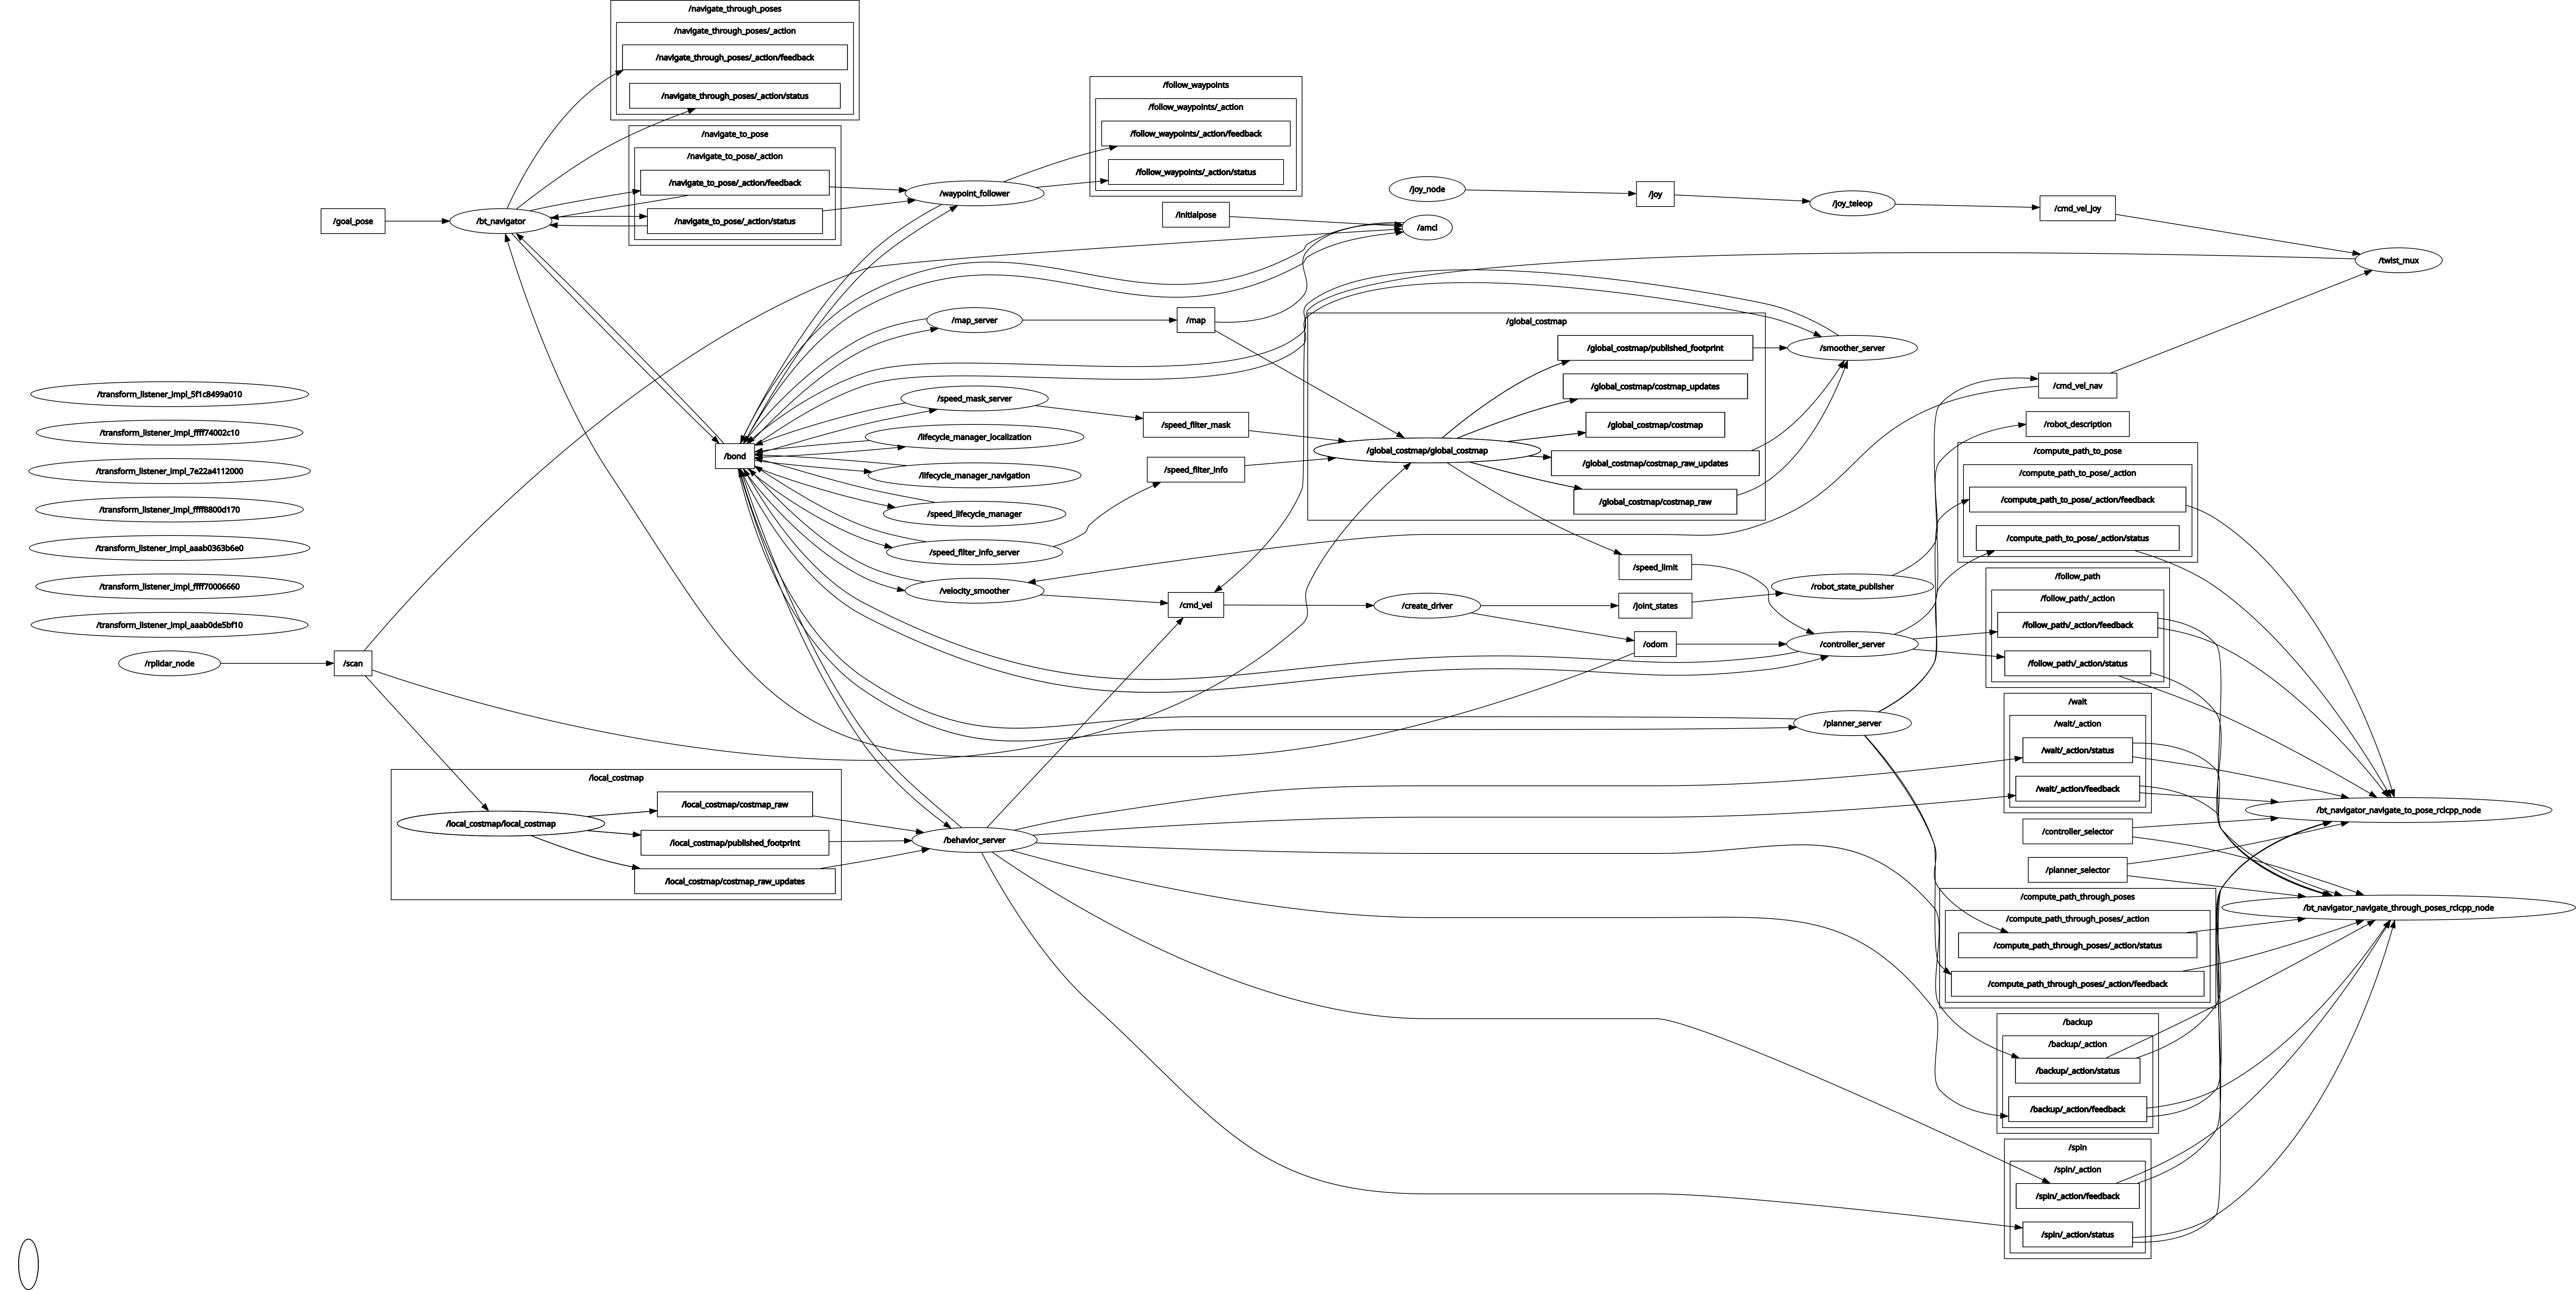 /navigate_through_poses
/navigate_through_poses/_action
/navigate_through_poses/_action/feedback
/navigate_through_poses/_action/status
/navigate_to_pose
/navigate_to_pose/_action
/navigate_to_pose/_action/feedback
/navigate_to_pose/_action/status
/goal_pose
/bt_navigator
/waypoint_follower
/follow_waypoints
/follow_waypoints/_action
/follow_waypoints/_action/feedback
/follow_waypoints/_action/status
/initialpose
/amcl
/joy_node
/joy
/joy_teleop
/cmd_vel_joy
/twist_mux
/map_server
/map
/speed_mask_server
/speed_filter_mask
/lifecycle_manager_localization
/bond
/lifecycle_manager_navigation
/speed_filter_info
/speed_lifecycle_manager
/speed_filter_info_server
/velocity_smoother
/cmd_vel
/global_costmap
/global_costmap/published_footprint
/global_costmap/costmap_updates
/global_costmap/costmap
/global_costmap/global_costmap
/global_costmap/costmap_raw_updates
/global_costmap/costmap_raw
/smoother_server
/cmd_vel_nav
/robot_description
/speed_limit
/create_driver
/joint_states
/robot_state_publisher
/odom
/controller_server
/planner_server
/transform_listener_impl_5f1c8499a010
/transform_listener_impl_ffff74002c10
/transform_listener_impl_7e22a4112000
/transform_listener_impl_ffff8800d170
/transform_listener_impl_aaab0363b6e0
/transform_listener_impl_ffff70006660
/transform_listener_impl_aaab0de5bf10
/rplidar_node
/scan
/local_costmap
/local_costmap/costmap_raw
/local_costmap/local_costmap
/local_costmap/published_footprint
/local_costmap/costmap_raw_updates
/behavior_server
/compute_path_to_pose
/compute_path_to_pose/_action
/compute_path_to_pose/_action/feedback
/compute_path_to_pose/_action/status
/follow_path
/follow_path/_action
/follow_path/_action/feedback
/follow_path/_action/status
/wait
/wait/_action
/wait/_action/status
/wait/_action/feedback
/controller_selector
/planner_selector
/bt_navigator_navigate_to_pose_rclcpp_node
/bt_navigator_navigate_through_poses_rclcpp_node
/compute_path_through_poses
/compute_path_through_poses/_action
/compute_path_through_poses/_action/status
/compute_path_through_poses/_action/feedback
/backup
/backup/_action
/backup/_action/status
/backup/_action/feedback
/spin
/spin/_action
/spin/_action/feedback
/spin/_action/status